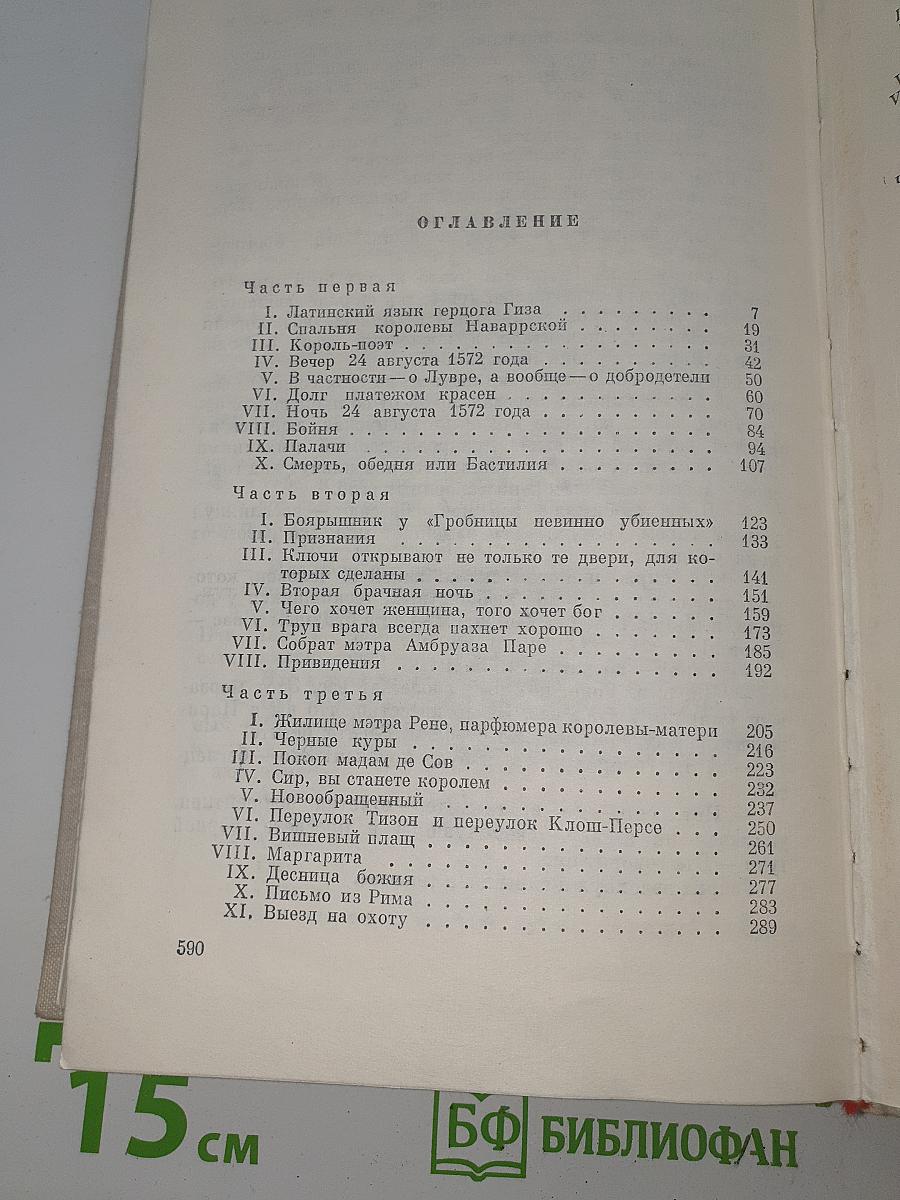 ОГЛАВЛЕНИЕ
Часть первая
I. Латинский язык герцога Гиза . . . . . . . . . 7
II. Спальня королевы Наваррской . . . . . . . . 19
III. Король-поэт . . . . . . . . . . . . . . . . . 31
IV. Вечер 24 августа 1572 года . . . . . . . . . . 42
V. В частности — о Лувре, а вообще — о добродетели 50
VI. Долг платежом красен . . . . . . . . . . . . 60
VII. Ночь 24 августа 1572 года . . . . . . . . . . 70
VIII. Бойня . . . . . . . . . . . . . . . . . . . . 84
IX. Палачи . . . . . . . . . . . . . . . . . . . 94
X. Смерть, обедня или Бастилия . . . . . . . . . 107
Часть вторая
I. Боярышник у «Гробницы невинно убиенных» 123
II. Признания . . . . . . . . . . . . . . . . . . 133
III. Ключи открывают не только те двери, для ко-
торых сделаны . . . . . . . . . . . . . . . . 141
IV. Вторая брачная ночь . . . . . . . . . . . . . 151
V. Чего хочет женщина, того хочет бог . . . . . . 159
VI. Труп врага всегда пахнет хорошо . . . . . . . 173
VII. Собрат мэтра Амбруаза Паре . . . . . . . . . 185
VIII. Привидения . . . . . . . . . . . . . . . . . . 192
Часть третья
I. Жилище мэтра Рене, парфюмера королевы-матери 205
II. Черные куры . . . . . . . . . . . . . . . . . 216
III. Покои мадам де Сов . . . . . . . . . . . . . . 223
IV. Сир, вы станете королем . . . . . . . . . . . . 232
V. Новообращенный . . . . . . . . . . . . . . . . 237
VI. Переулок Тизон и переулок Клош-Персе . . . 250
VII. Вишневый плащ . . . . . . . . . . . . . . . . 261
VIII. Маргарита . . . . . . . . . . . . . . . . . . 271
IX. Десница божия . . . . . . . . . . . . . . . . 277
X. Письмо из Рима . . . . . . . . . . . . . . . . 283
XI. Выезд на охоту . . . . . . . . . . . . . . . . 289
590
15 см
БФ БИБЛИОФАН